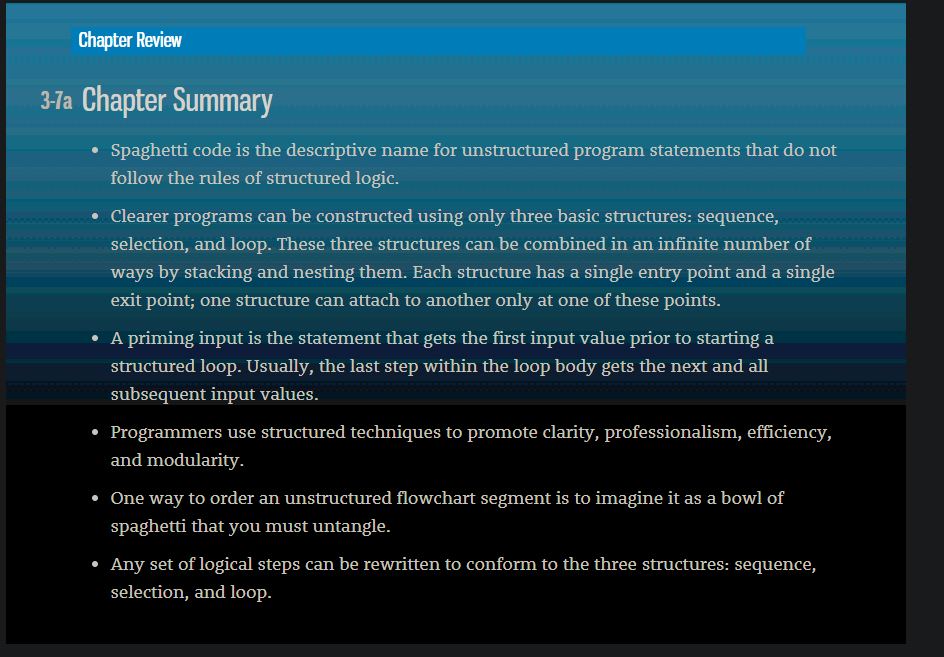 Chapter Review
3-7a Chapter Summary
• Spaghetti code is the descriptive name for unstructured program statements that do not
follow the rules of structured logic.
• Clearer programs can be constructed using only three basic structures: sequence,
selection, and loop. These three structures can be combined in an infinite number of
ways by stacking and nesting them. Each structure has a single entry point and a single
exit point; one structure can attach to another only at one of these points.
• A priming input is the statement that gets the first input value prior to starting a
structured loop. Usually, the last step within the loop body gets the next and all
subsequent input values.
• Programmers use structured techniques to promote clarity, professionalism, efficiency,
and modularity.
• One way to order an unstructured flowchart segment is to imagine it as a bowl of
spaghetti that you must untangle.
• Any set of logical steps can be rewritten to conform to the three structures: sequence,
selection, and loop.